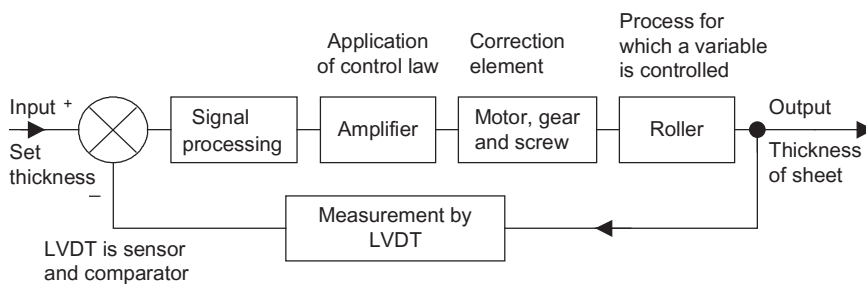 Application
of control law
Correction
element
Process for
which a variable
is controlled
Input +
Set
thickness
–
Signal
processing
Amplifier
Motor, gear
and screw
Roller
Output
Thickness
of sheet
Measurement by
LVDT
LVDT is sensor
and comparator